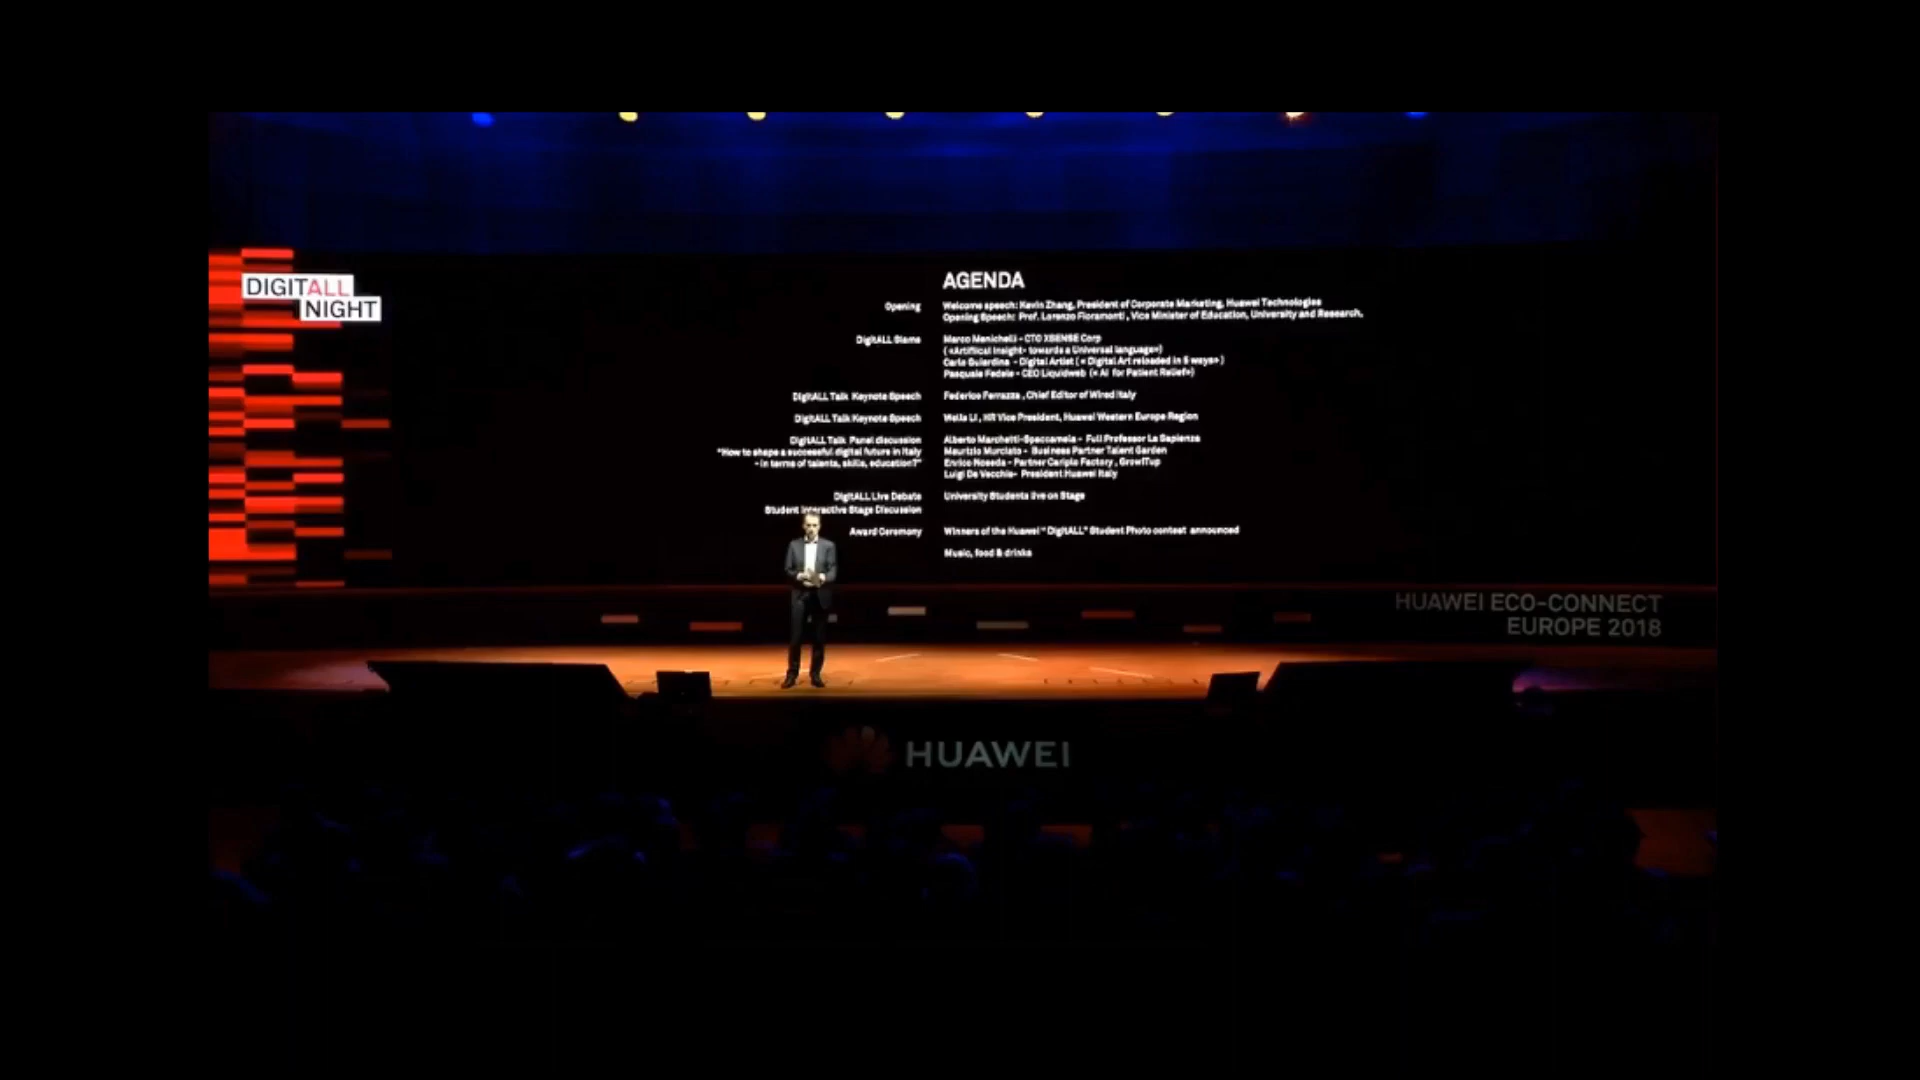 DIGITALL
NIGHT
AGENDA
Opening
Welcome speech: Kevin Zhang, President of Corporate Marketing, Huawei Technologies
Opening Speech: Prof. Lorenzo Fioramonti, Vice Minister of Education, University and Research,
DigitALL Slams
Marco Menichelli - CTO XSENSE Corp
( «Artifical Insight- towards a Universal language»)
Carla Guiardina - Digital Artist ( « Digital Art reloaded in 5 ways» )
Pasquale Fedele - CEO Liquidweb (« AI for Patient Relief»)
DigitALL Talk Keynote Speech
Federico Ferrazza , Chief Editor of Wired Italy
DigitALL Talk Keynote Speech
LI , HR Vice President, Huawei Western Europe Region
DigitALL Talk Panel discussion
"How to shape a successful digital future in Italy
- in terms of talents, skills, education?"
Alberto Marchetti-Spaccamela - Full Professor La Sapienza
Maurizio - Business Partner Talent Garden
Enrico Noseda - Partner Cariplo Factory , GrowITup
Luigi De Vecchis- President Huawei Italy
DigitALL Live Debate
Student Interactive Stage Discussion
University Students live on Stage
Award Ceremony
Winners of the Huawei " DigitALL" Student Photo contest announced
Music, food & drinks
HUAWEI ECO-CONNECT
EUROPE 2018
HUAWEI